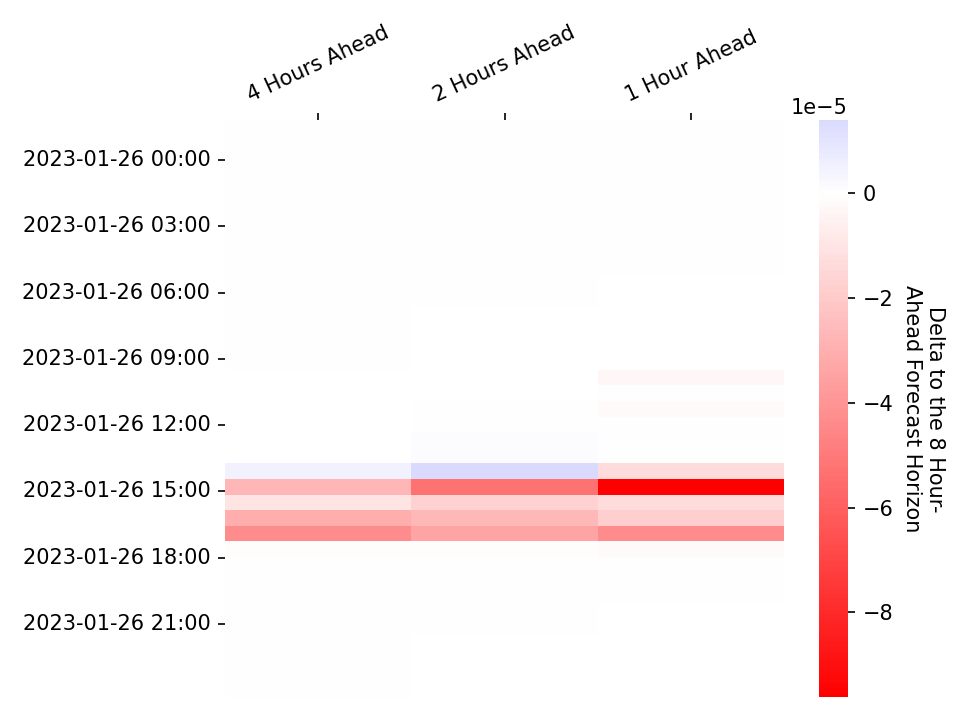 4 Hours Ahead
2 Hours Ahead
1 Hour Ahead
1e−5
2023-01-26 00:00
2023-01-26 03:00
2023-01-26 06:00
2023-01-26 09:00
2023-01-26 12:00
2023-01-26 15:00
2023-01-26 18:00
2023-01-26 21:00
0
−2
−4
−6
−8
Delta to the 8 Hour-
Ahead Forecast Horizon